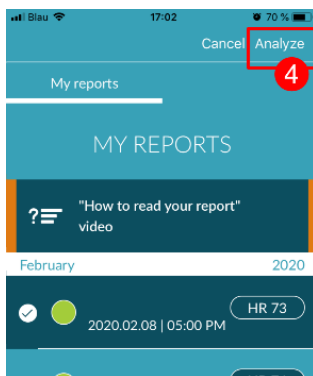 Blau 17:02 70 %
Cancel Analyze
4
My reports
MY REPORTS
?
"How to read your report"
video
February 2020
HR 73
2020.02.08 | 05:00 PM